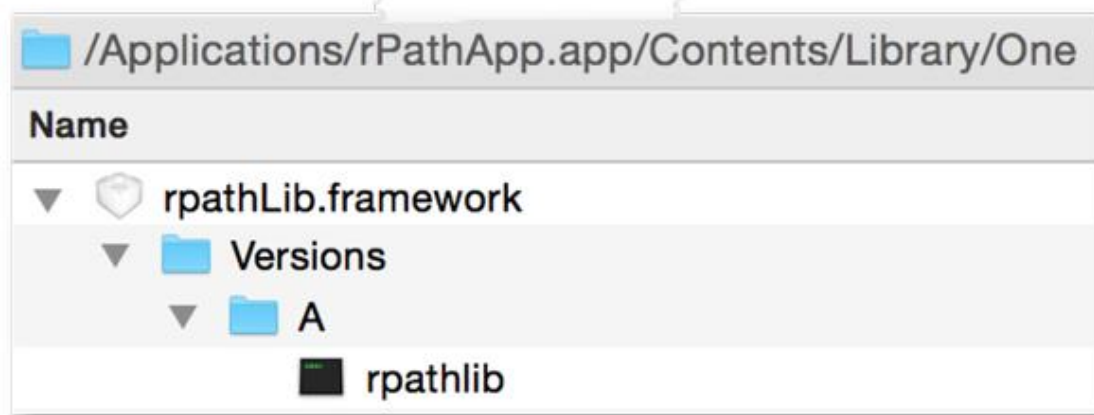 /Applications/rPathApp.app/Contents/Library/One
Name
rpathLib.framework
Versions
A
rpathlib